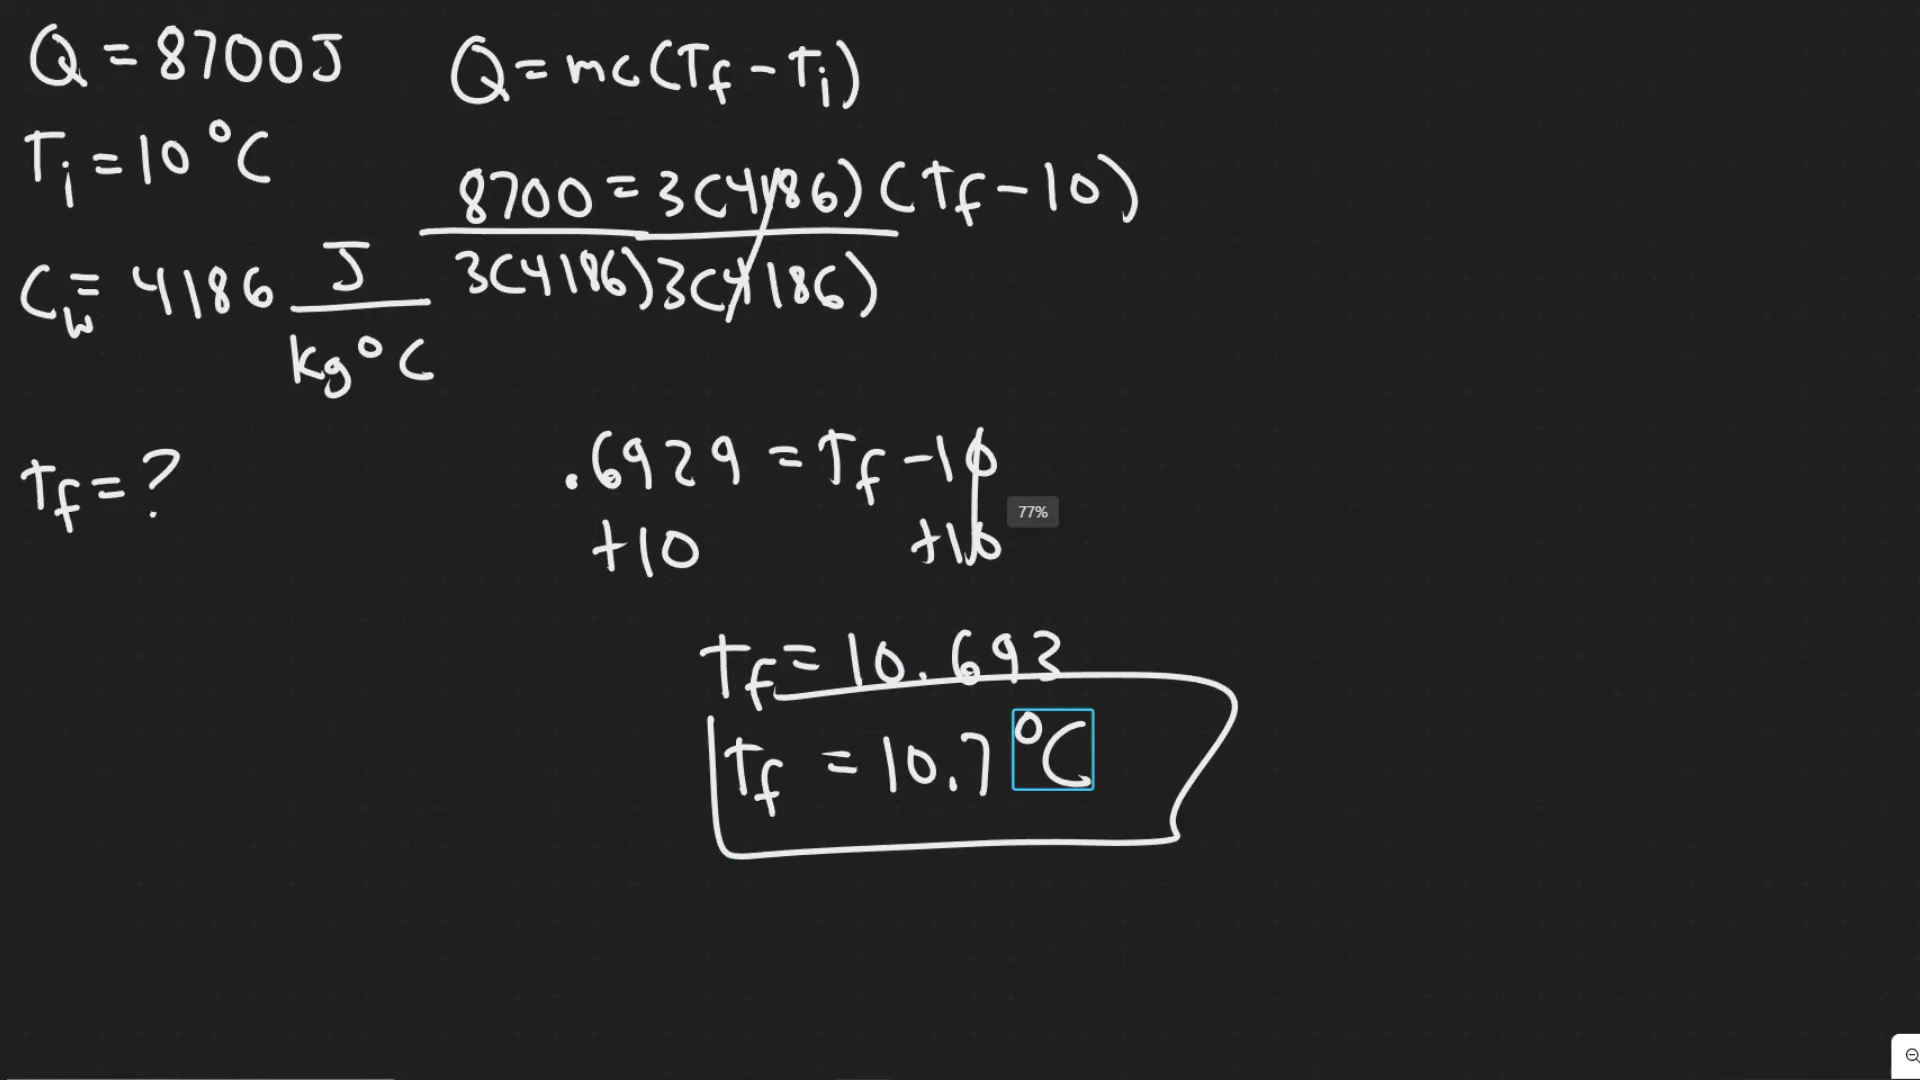 Q = 8700J
Ti = 10 °C
Cw = 4186 J
kg °C
Tf = ?
Q = mc(Tf - Ti)
8700 = 3(4186)(Tf - 10)
3(4186) 3(4186)
.6929 = Tf - 10
+10 +10
77%
Tf = 10.693
Tf = 10.7 °C